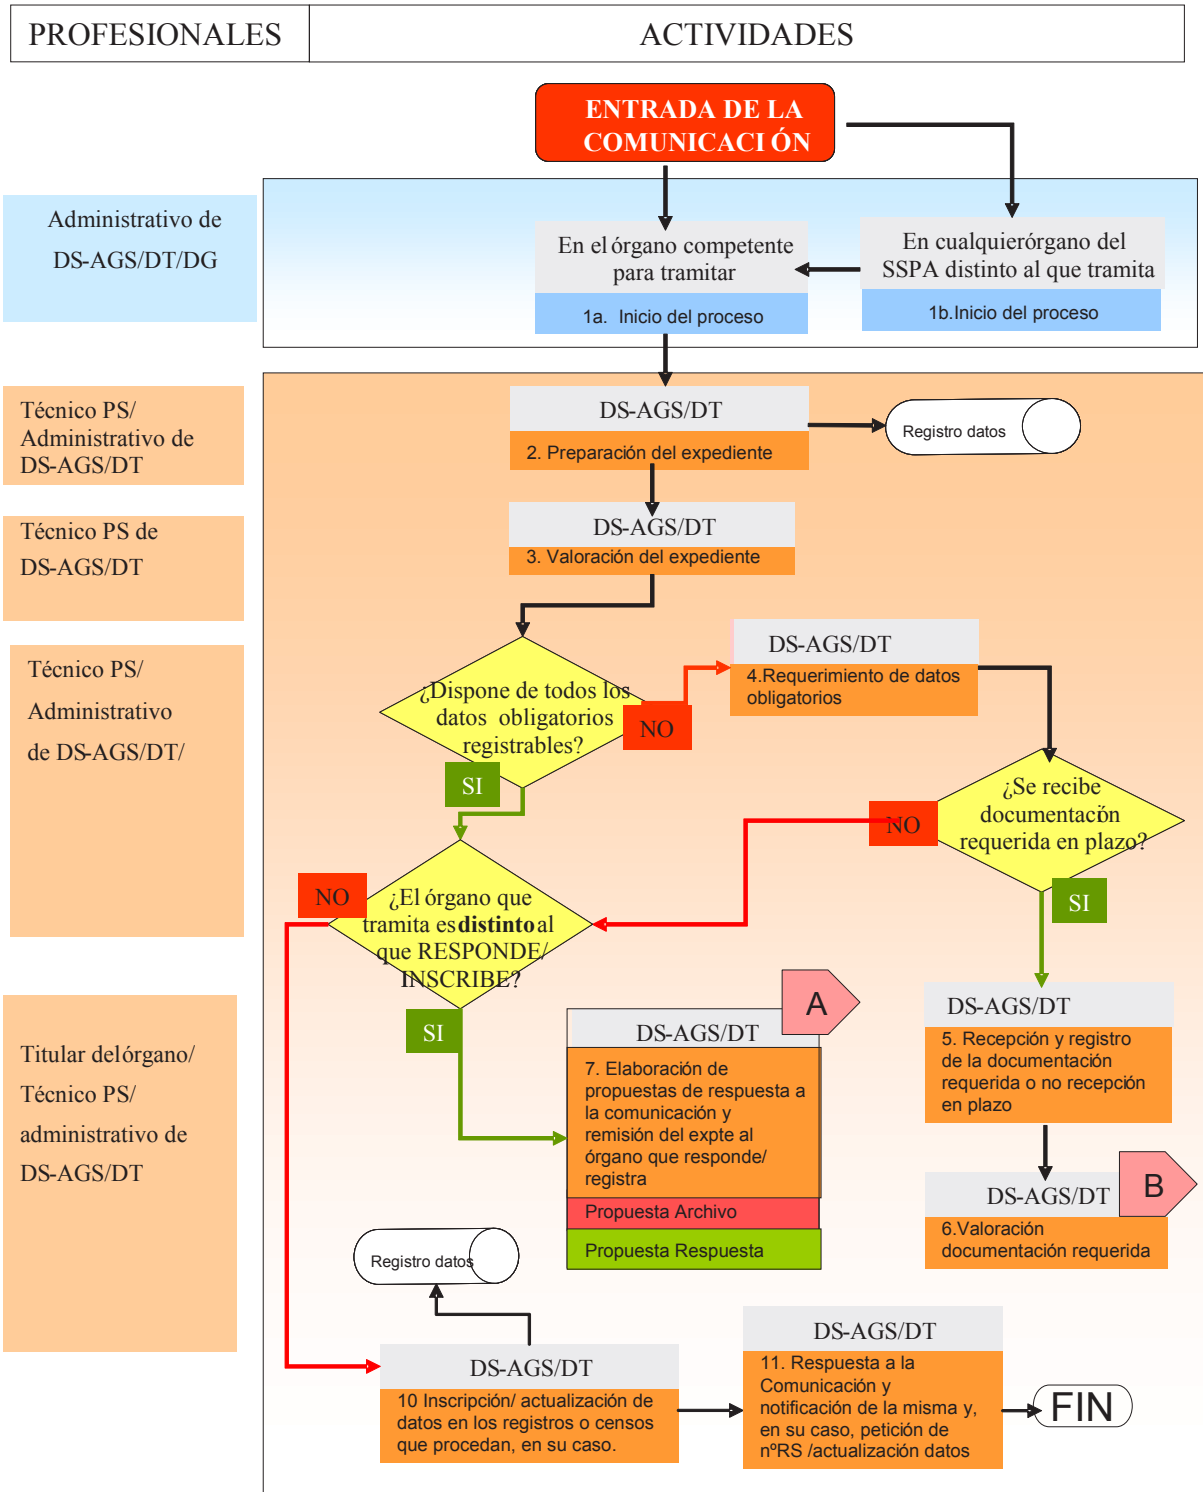 PROFESIONALES
ACTIVIDADES
ENTRADA DE LA
COMUNICACI ÓN
Administrativo de
DS-AGS/DT/DG
En el órgano competente
para tramitar
1a. Inicio del proceso
En cualquierórgano del
SSPA distinto al que tramita
1b.Inicio del proceso
Técnico PS/
Administrativo de
DS-AGS/DT
DS-AGS/DT
2. Preparación del expediente
Registro datos
Técnico PS de
DS-AGS/DT
DS-AGS/DT
3. Valoración del expediente
Técnico PS/
Administrativo
de DS-AGS/DT/
¿Dispone de todos los
datos obligatorios
registrables?
NO
SI
DS-AGS/DT
4.Requerimiento de datos
obligatorios
¿Se recibe
documentación
requerida en plazo?
NO
SI
¿El órgano que
tramita es distinto al
que RESPONDE/
INSCRIBE?
NO
SI
Titular delórgano/
Técnico PS/
administrativo de
DS-AGS/DT
A
DS-AGS/DT
7. Elaboración de
propuestas de respuesta a
la comunicación y
remisión del expte al
órgano que responde/
registra
Propuesta Archivo
Propuesta Respuesta
DS-AGS/DT
5. Recepción y registro
de la documentación
requerida o no recepción
en plazo
B
DS-AGS/DT
6.Valoración
documentación requerida
Registro datos
DS-AGS/DT
10 Inscripción/ actualización de
datos en los registros o censos
que procedan, en su caso.
DS-AGS/DT
11. Respuesta a la
Comunicación y
notificación de la misma y,
en su caso, petición de
nºRS /actualización datos
FIN